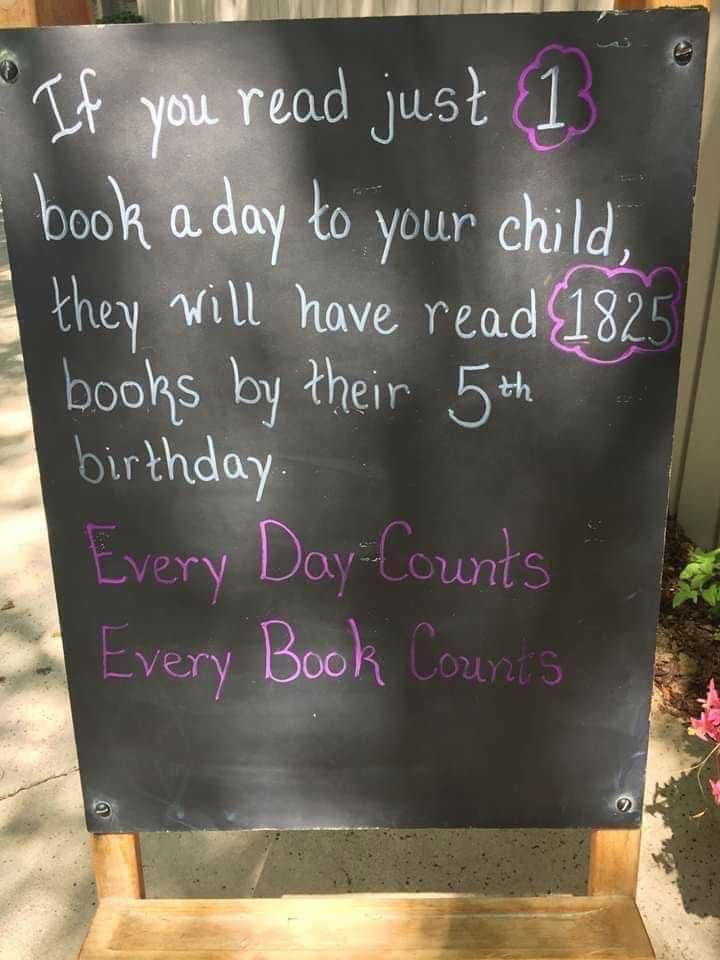 If you read just 1
book a day to your child,
they will have read 1825
books by their 5th
birthday.
Every Day Counts
Every Book Counts